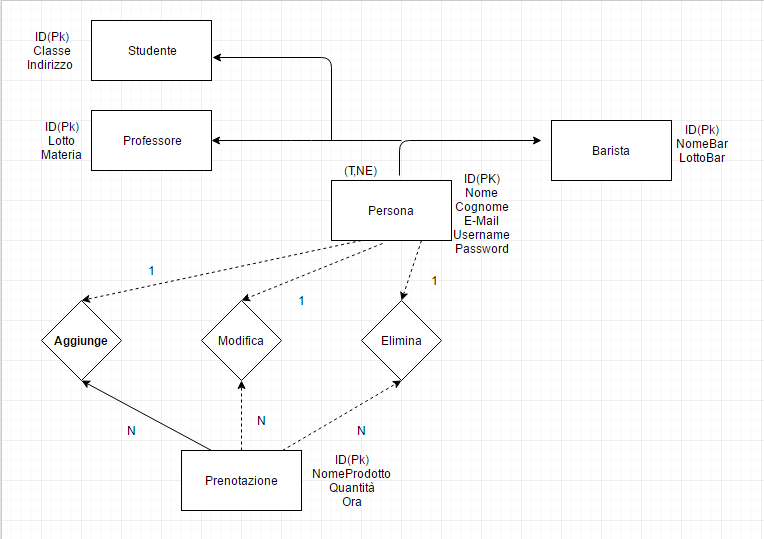 ID(Pk)
Classe
Indirizzo
Studente
ID(Pk)
Lotto
Materia
Professore
Barista
ID(Pk)
NomeBar
LottoBar
(T,NE)
Persona
ID(PK)
Nome
Cognome
E-Mail
Username
Password
1
1
1
Aggiunge
Modifica
Elimina
N
N
N
Prenotazione
ID(Pk)
NomeProdotto
Quantità
Ora